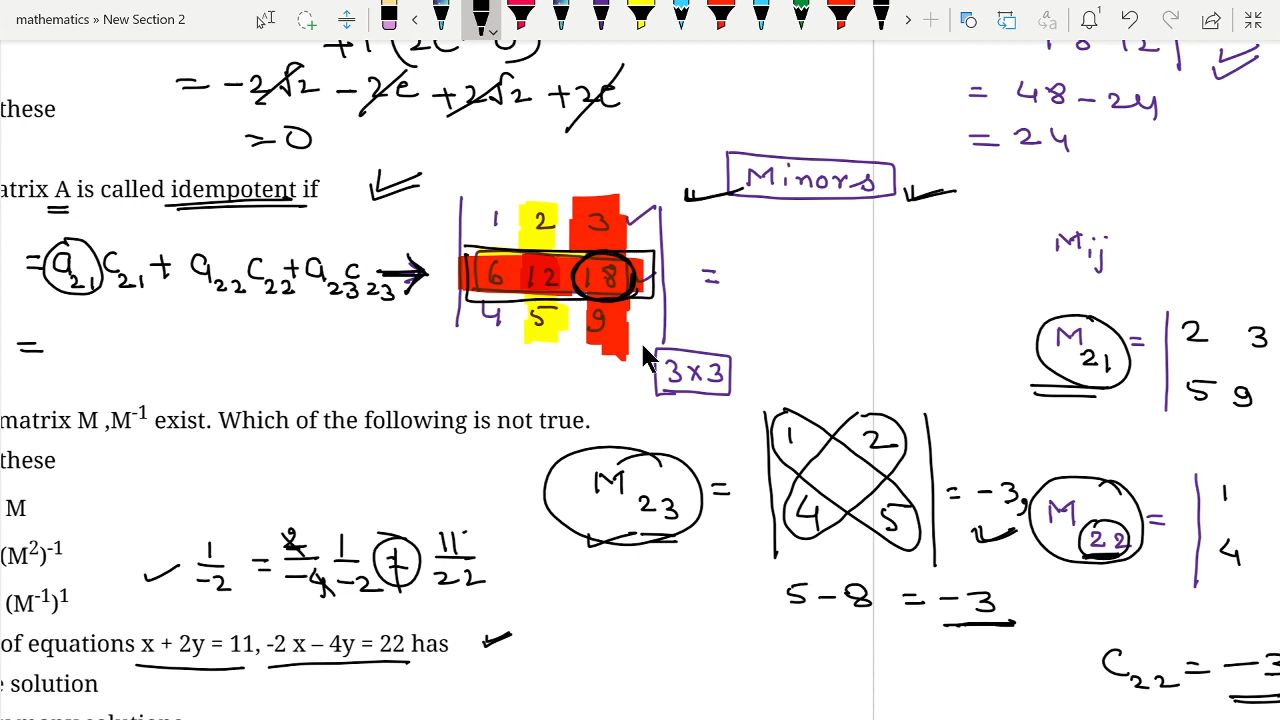 mathematics » New Section 2
= -2√2 - 2C + 2√2 + 2C
= 0
= 48 - 24
= 24
these
Minors
atrix A is called idempotent if
1 2 3
6 12 18
4 5 9
=
= a21 C21 + a22 C22 + a23 C23 →
=
Mij
3x3
M21 = | 2 3
5 9
matrix M ,M-1 exist. Which of the following is not true.
these
M
(M2)-1
(M-1)1
M23 = | 1 2 | = -3,
4 5
5 - 8 = -3
M22 = | 1
4
1/-2 = 2/-4 1/-2 ≠ 11/22
of equations x + 2y = 11, -2 x – 4y = 22 has
C22 = -3
e solution